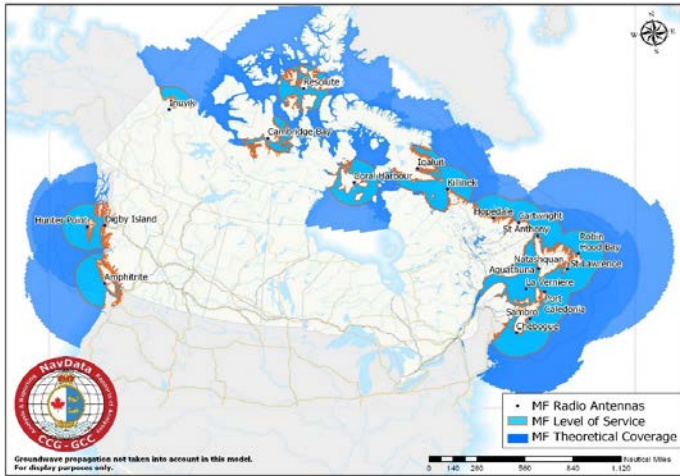 N
W E
S
Resolute
Inuvik
Cambridge Bay
Iqaluit
Coral Harbour
Killinek
Hunter Point
Digby Island
Hopedale
Cartwright
St Anthony
Robin
Hood Bay
Natashquan
Aguathuna
St Lawrence
Amphitrite
La Verniere
Port
Caledonia
Sambro
Chebogue
NavData
CCG - GCC
MF Radio Antennas
MF Level of Service
MF Theoretical Coverage
Groundwave propagation not taken into account in this model.
For display purposes only.
Nautical Miles
0 140 280 560 840 1,120